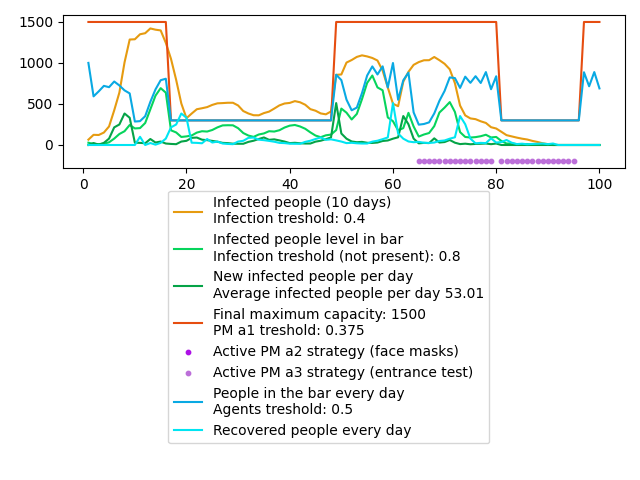 1500
1000
500
0
0 20 40 60 80 100
Infected people (10 days)
Infection treshold: 0.4
Infected people level in bar
Infection treshold (not present): 0.8
New infected people per day
Average infected people per day 53.01
Final maximum capacity: 1500
PM a1 treshold: 0.375
Active PM a2 strategy (face masks)
Active PM a3 strategy (entrance test)
People in the bar every day
Agents treshold: 0.5
Recovered people every day